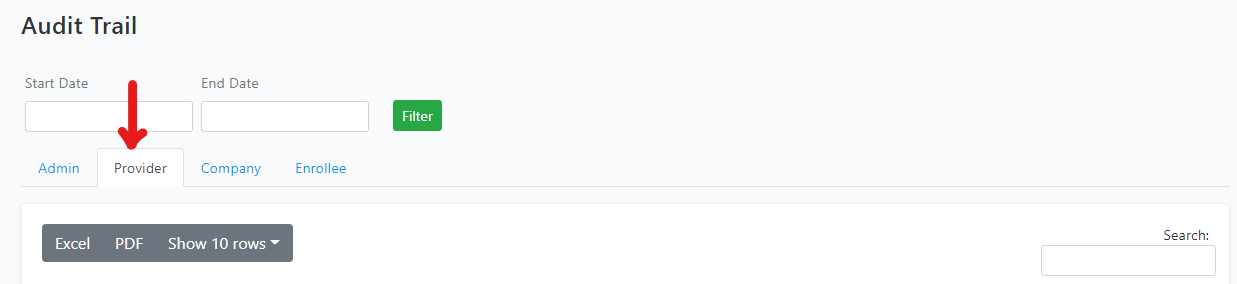 Audit Trail
Start Date End Date
Filter
Admin Provider Company Enrollee
Excel PDF Show 10 rows
Search: